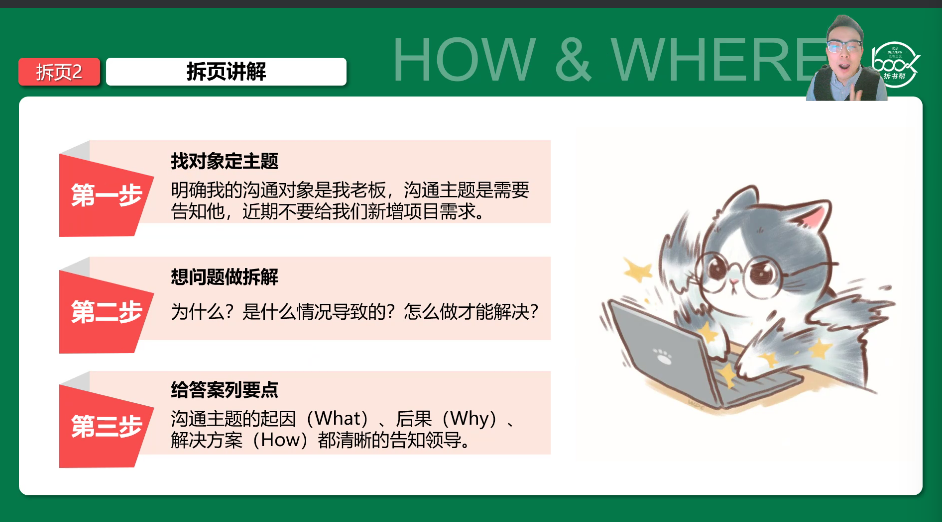 HOW & WHERE
拆页2
拆页讲解
book
拆书帮
第一步
找对象定主题
明确我的沟通对象是我老板，沟通主题是需要
告知他，近期不要给我们新增项目需求。
第二步
想问题做拆解
为什么？是什么情况导致的？怎么做才能解决？
第三步
给答案列要点
沟通主题的起因（What）、后果（Why）、
解决方案（How）都清晰的告知领导。